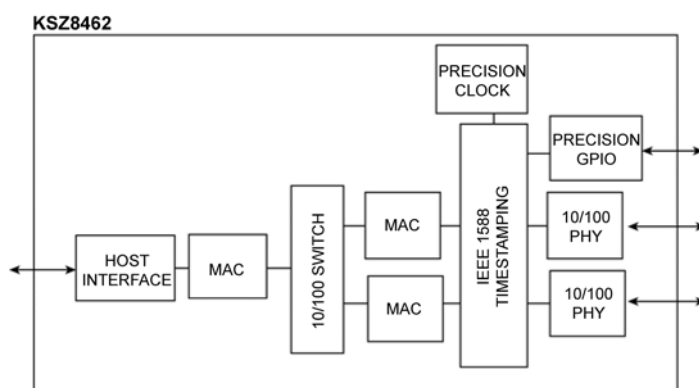 KSZ8462
PRECISION
CLOCK
PRECISION
GPIO
HOST
INTERFACE
MAC
10/100 SWITCH
MAC
MAC
IEEE 1588
TIMESTAMPING
10/100
PHY
10/100
PHY